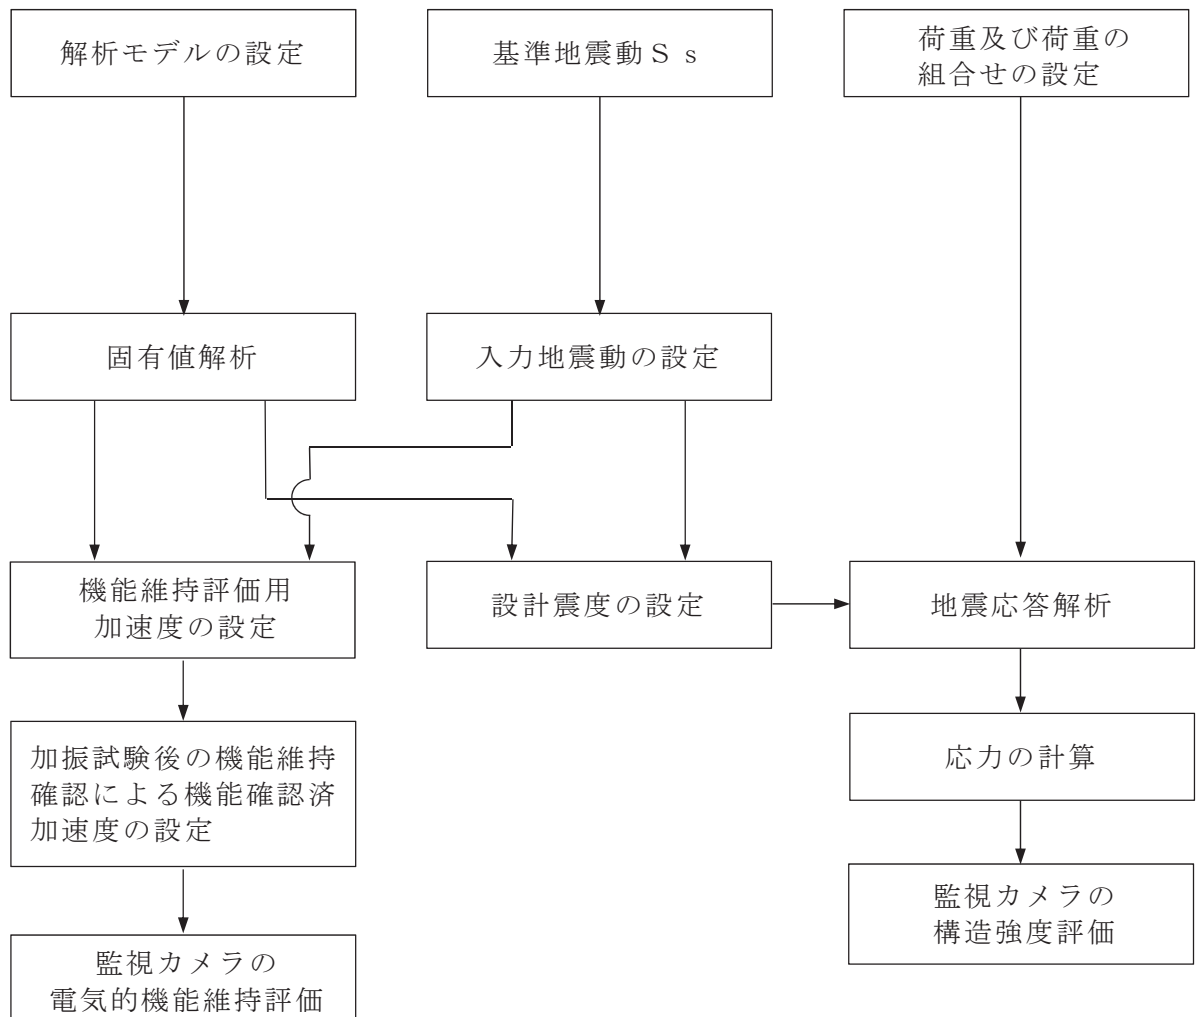 解析モデルの設定
基準地震動Ｓｓ
荷重及び荷重の
組合せの設定
固有値解析
入力地震動の設定
機能維持評価用
加速度の設定
設計震度の設定
地震応答解析
加振試験後の機能維持
確認による機能確認済
加速度の設定
応力の計算
監視カメラの
構造強度評価
監視カメラの
電気的機能維持評価